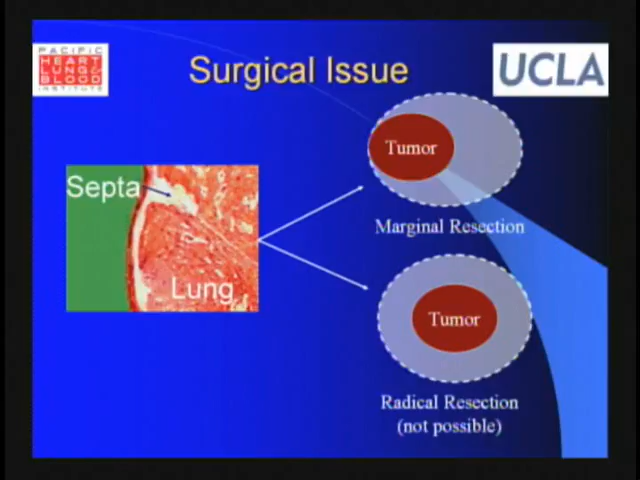 PACIFIC
HEART
LUNG &
BLOOD
INSTITUTE
Surgical Issue
UCLA
Tumor
Septa
Marginal Resection
Lung
Tumor
Radical Resection
(not possible)